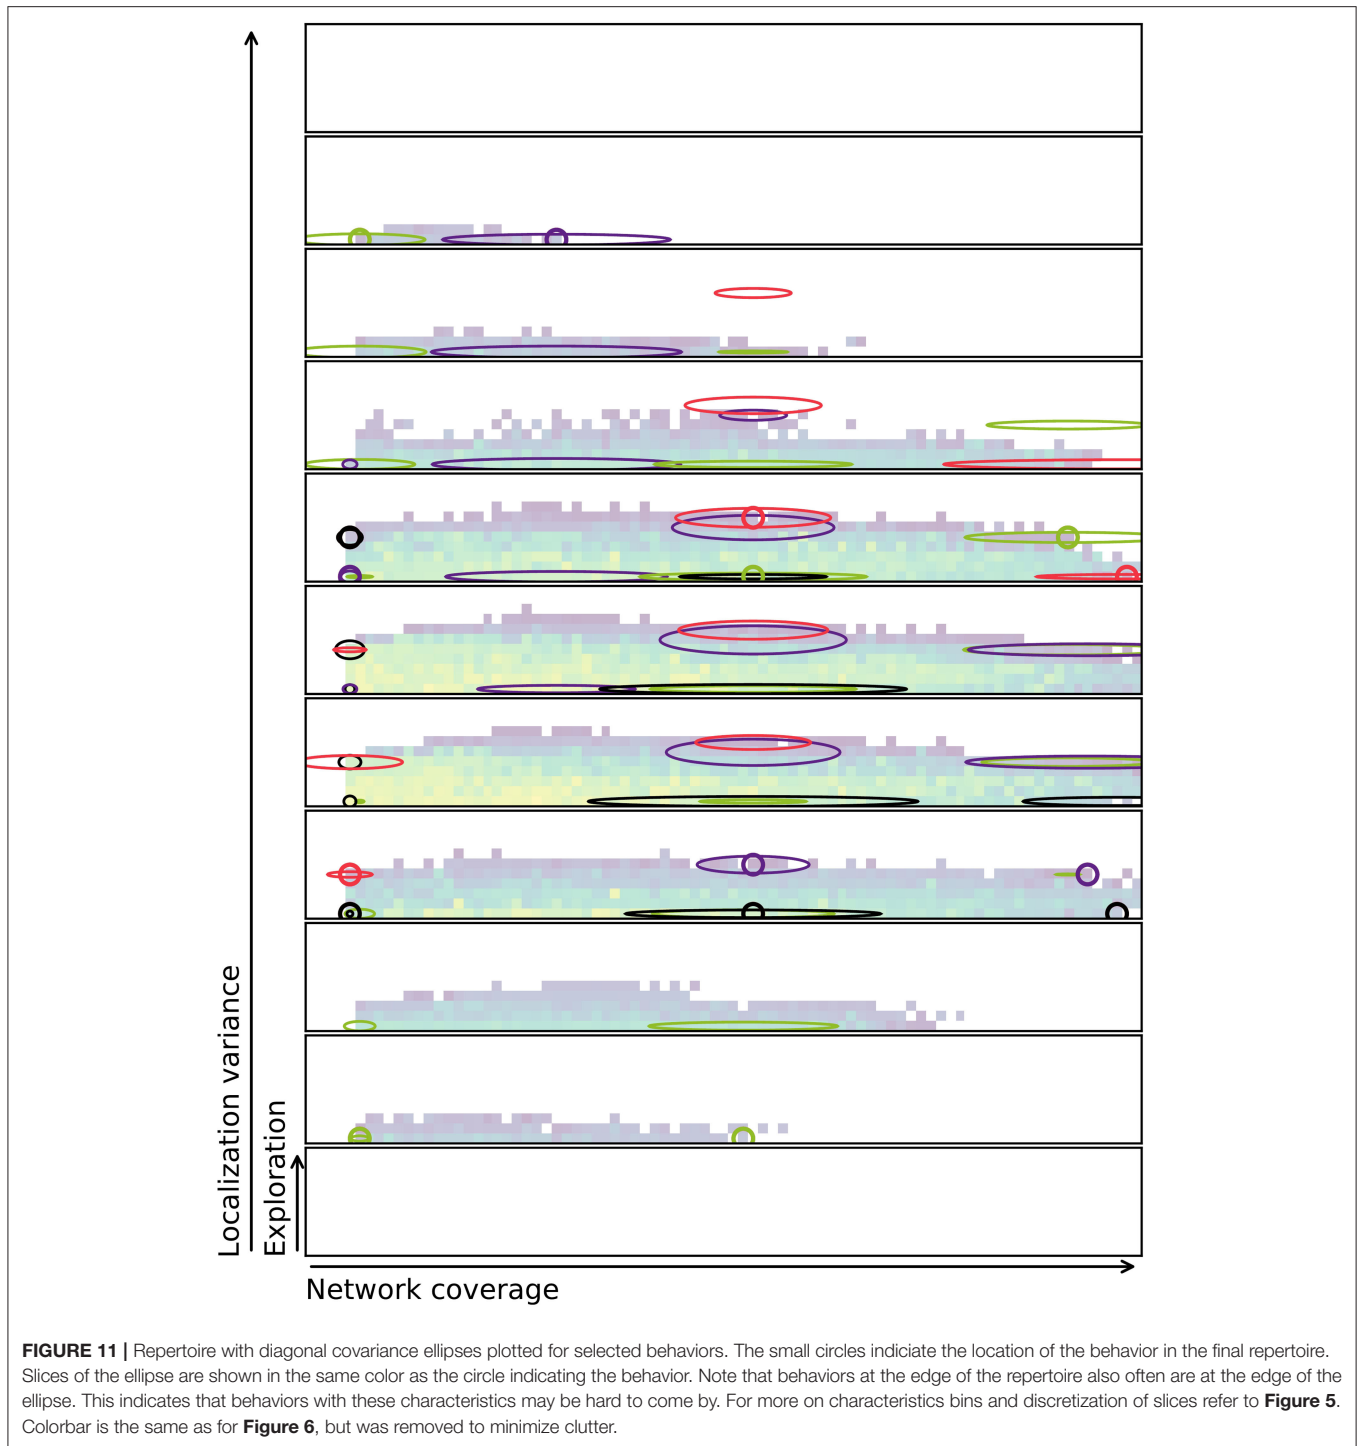 Localization variance
Exploration
Network coverage
FIGURE 11 | Repertoire with diagonal covariance ellipses plotted for selected behaviors. The small circles indiciate the location of the behavior in the final repertoire.
Slices of the ellipse are shown in the same color as the circle indicating the behavior. Note that behaviors at the edge of the repertoire also often are at the edge of the
ellipse. This indicates that behaviors with these characteristics may be hard to come by. For more on characteristics bins and discretization of slices refer to Figure 5.
Colorbar is the same as for Figure 6, but was removed to minimize clutter.